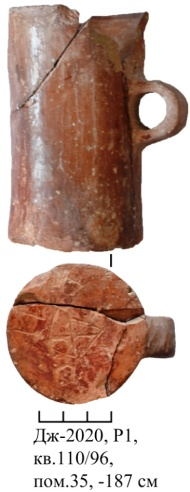 Дж-2020, Р1,
кв.110/96,
пом.35, -187 см